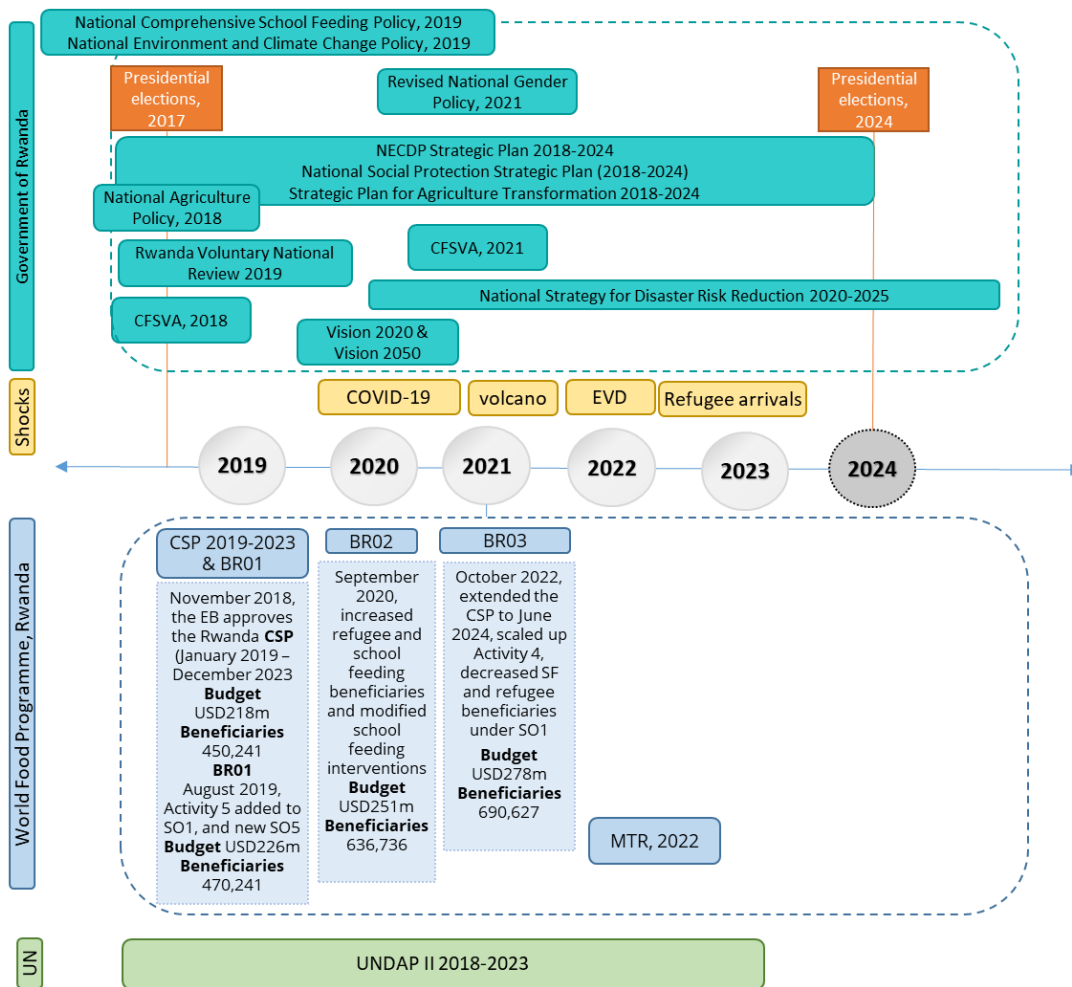 Government of Rwanda
National Comprehensive School Feeding Policy, 2019
National Environment and Climate Change Policy, 2019
Presidential
elections,
2017
Revised National Gender
Policy, 2021
Presidential
elections,
2024
NECDP Strategic Plan 2018-2024
National Social Protection Strategic Plan (2018-2024)
Strategic Plan for Agriculture Transformation 2018-2024
National Agriculture
Policy, 2018
Rwanda Voluntary National
Review 2019
CFSVA, 2021
National Strategy for Disaster Risk Reduction 2020-2025
CFSVA, 2018
Vision 2020 &
Vision 2050
Shocks
COVID-19
volcano
EVD
Refugee arrivals
2019
2020
2021
2022
2023
2024
World Food Programme, Rwanda
CSP 2019-2023
& BR01
November 2018,
the EB approves
the Rwanda CSP
(January 2019 –
December 2023
Budget
USD218m
Beneficiaries
450,241
BR01
August 2019,
Activity 5 added to
SO1, and new SO5
Budget USD226m
Beneficiaries
470,241
BR02
September
2020,
increased
refugee and
school
feeding
beneficiaries
and modified
school
feeding
interventions
Budget
USD251m
Beneficiaries
636,736
BR03
October 2022,
extended the
CSP to June
2024, scaled up
Activity 4,
decreased SF
and refugee
beneficiaries
under SO1
Budget
USD278m
Beneficiaries
690,627
MTR, 2022
UN
UNDAP II 2018-2023